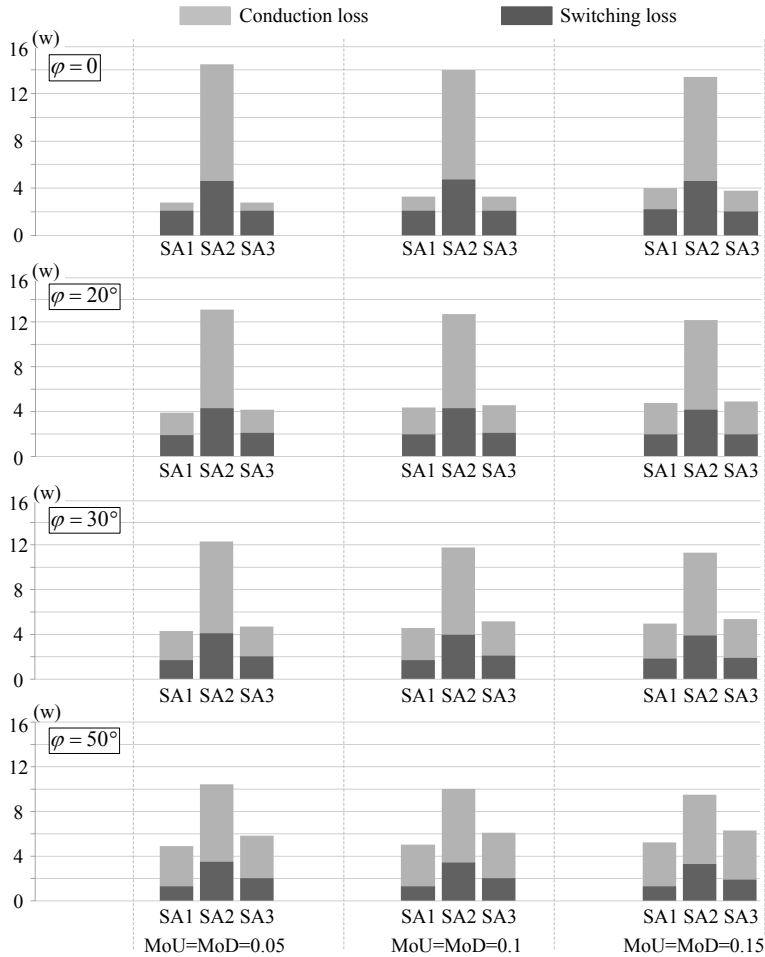 Conduction loss
Switching loss
(w)
16
φ = 0
12
8
4
0
SA1 SA2 SA3
SA1 SA2 SA3
SA1 SA2 SA3
(w)
16
φ = 20°
12
8
4
0
SA1 SA2 SA3
SA1 SA2 SA3
SA1 SA2 SA3
(w)
16
φ = 30°
12
8
4
0
SA1 SA2 SA3
SA1 SA2 SA3
SA1 SA2 SA3
(w)
16
φ = 50°
12
8
4
0
SA1 SA2 SA3
SA1 SA2 SA3
SA1 SA2 SA3
MoU=MoD=0.05
MoU=MoD=0.1
MoU=MoD=0.15